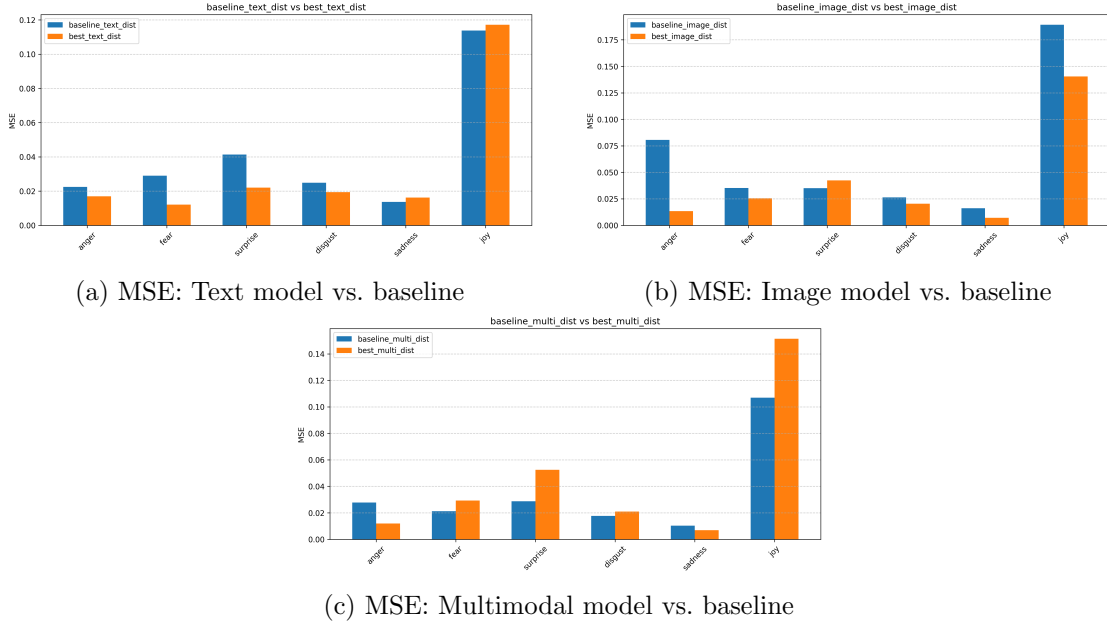 baseline_text_dist vs best_text_dist
baseline_text_dist
best_text_dist
0.12
0.10
0.08
0.06
0.04
0.02
0.00
MSE
anger
fear
surprise
disgust
sadness
joy
(a) MSE: Text model vs. baseline
baseline_image_dist vs best_image_dist
baseline_image_dist
best_image_dist
0.175
0.150
0.125
0.100
0.075
0.050
0.025
0.000
MSE
anger
fear
surprise
disgust
sadness
joy
(b) MSE: Image model vs. baseline
baseline_multi_dist vs best_multi_dist
baseline_multi_dist
best_multi_dist
0.14
0.12
0.10
0.08
0.06
0.04
0.02
0.00
MSE
anger
fear
surprise
disgust
sadness
joy
(c) MSE: Multimodal model vs. baseline